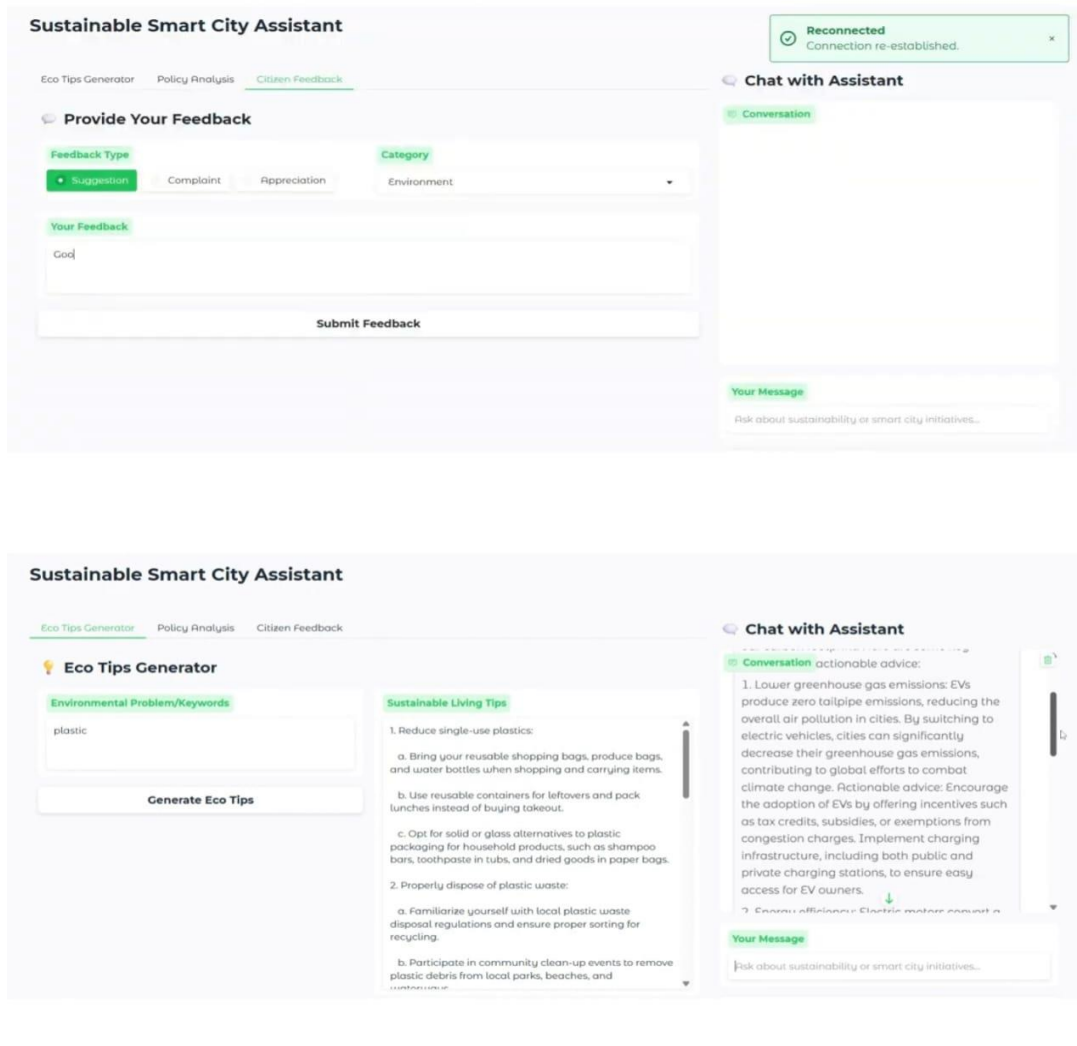 Sustainable Smart City Assistant
Reconnected
Connection re-established.
×
Eco Tips Generator Policy Analysis Citizen Feedback
Chat with Assistant
Provide Your Feedback
Conversation
Feedback Type
Category
Suggestion Complaint Appreciation
Environment
Your Feedback
Goo
Submit Feedback
Your Message
Ask about sustainability or smart city initiatives...
Sustainable Smart City Assistant
Eco Tips Generator Policy Analysis Citizen Feedback
Chat with Assistant
Eco Tips Generator
Environmental Problem/Keywords
plastic
Generate Eco Tips
Sustainable Living Tips
1. Reduce single-use plastics:
a. Bring your reusable shopping bags, produce bags,
and water bottles when shopping and carrying items.
b. Use reusable containers for leftovers and pack
lunches instead of buying takeout.
c. Opt for solid or glass alternatives to plastic
packaging for household products, such as shampoo
bars, toothpaste in tubs, and dried goods in paper bags.
2. Properly dispose of plastic waste:
a. Familiarize yourself with local plastic waste
disposal regulations and ensure proper sorting for
recycling.
b. Participate in community clean-up events to remove
plastic debris from local parks, beaches, and
Conversation
actionable advice:
1. Lower greenhouse gas emissions: EVs
produce zero tailpipe emissions, reducing the
overall air pollution in cities. By switching to
electric vehicles, cities can significantly
decrease their greenhouse gas emissions,
contributing to global efforts to combat
climate change. Actionable advice: Encourage
the adoption of EVs by offering incentives such
as tax credits, subsidies, or exemptions from
congestion charges. Implement charging
infrastructure, including both public and
private charging stations, to ensure easy
access for EV owners.
2. Energy efficiency: Electric motors convert a
Your Message
Ask about sustainability or smart city initiatives...